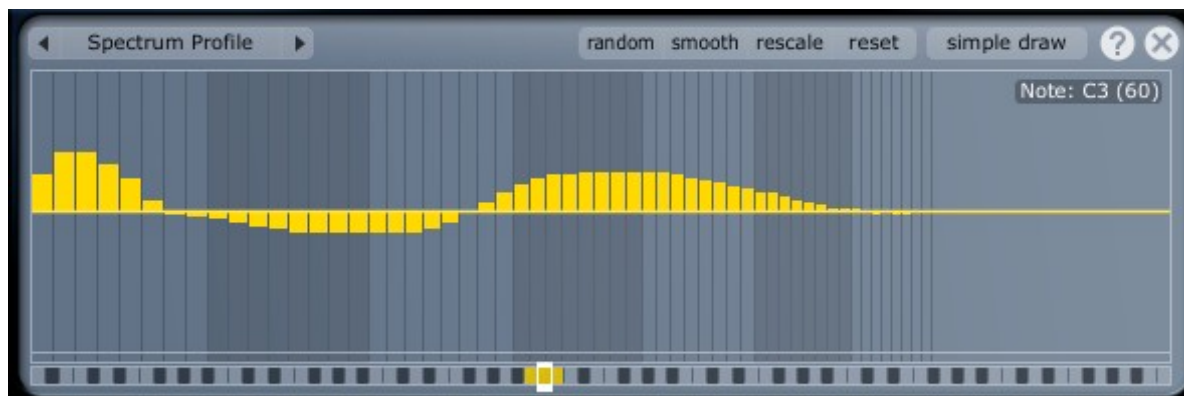 Spectrum Profile random smooth rescale reset simple draw ?
Note: C3 (60)